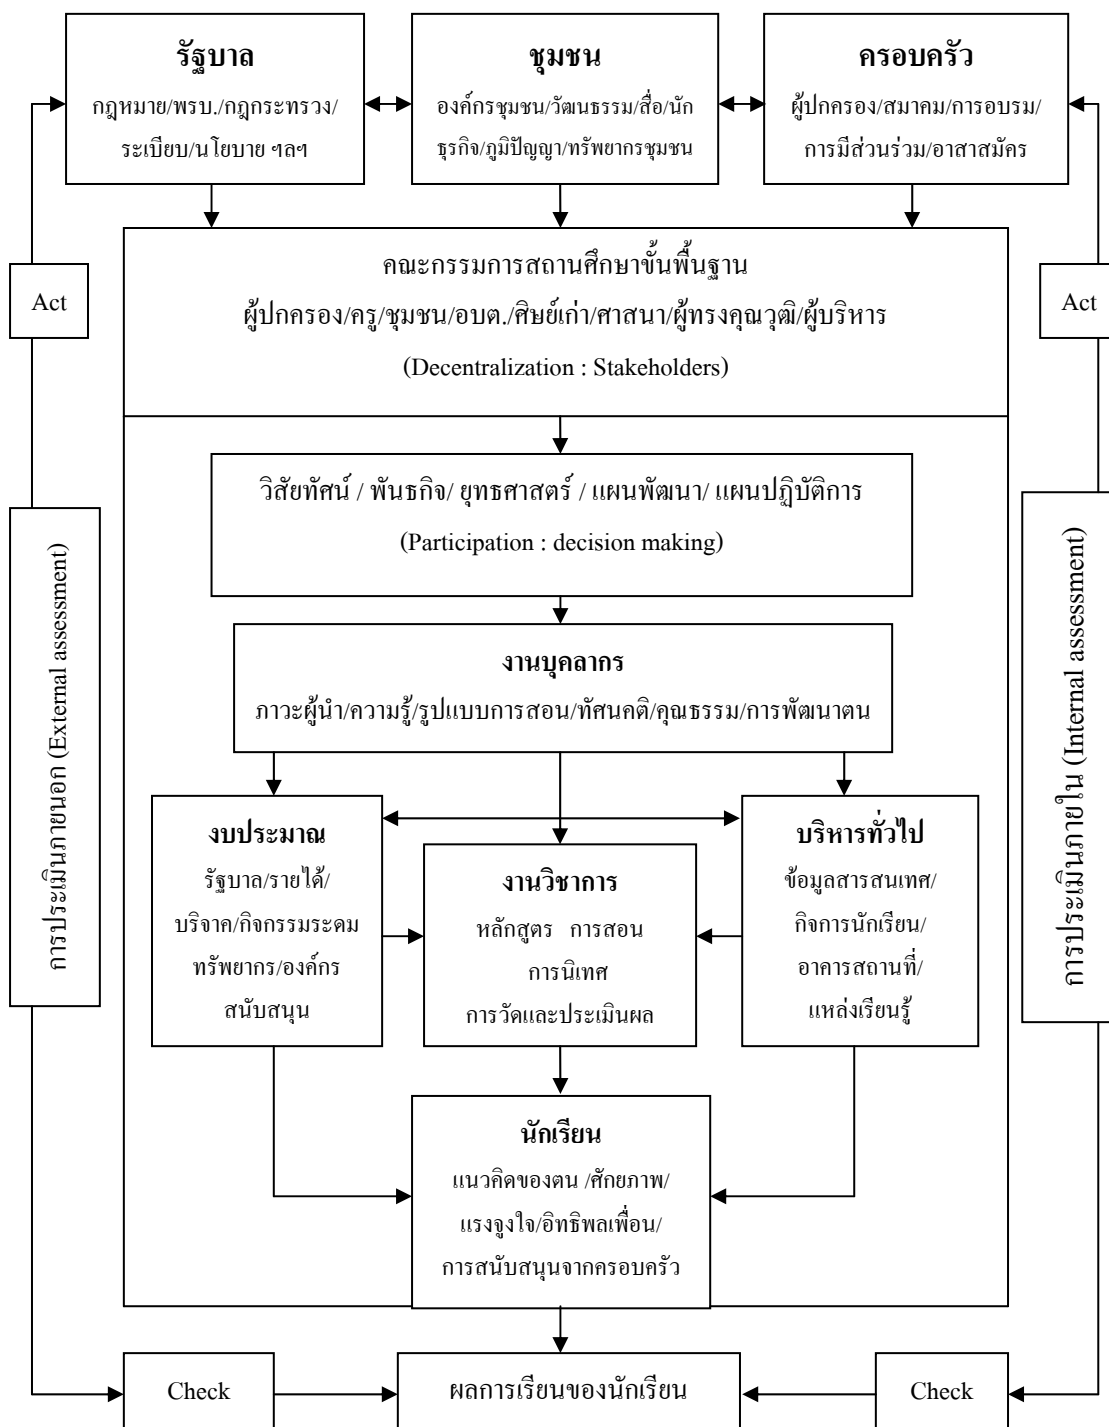 รัฐบาล
กฎหมาย/พรบ./กฎกระทรวง/
ระเบียบ/นโยบาย ฯลฯ
ชุมชน
องค์กรชุมชน/วัฒนธรรม/สื่อ/นัก
ธุรกิจ/ภูมิปัญญา/ทรัพยากรชุมชน
ครอบครัว
ผู้ปกครอง/สมาคม/การอบรม/
การมีส่วนร่วม/อาสาสมัคร
Act
คณะกรรมการสถานศึกษาขั้นพื้นฐาน
ผู้ปกครอง/ครู/ชุมชน/อบต./ศิษย์เก่า/ศาสนา/ผู้ทรงคุณวุฒิ/ผู้บริหาร
(Decentralization : Stakeholders)
Act
วิสัยทัศน์ / พันธกิจ/ ยุทธศาสตร์ / แผนพัฒนา/ แผนปฏิบัติการ
(Participation : decision making)
การประเมินภายนอก (External assessment)
การประเมินภายใน (Internal assessment)
งานบุคลากร
ภาวะผู้นำ/ความรู้/รูปแบบการสอน/ทัศนคติ/คุณธรรม/การพัฒนาตน
งบประมาณ
รัฐบาล/รายได้/
บริจาค/กิจกรรมระดม
ทรัพยากร/องค์กร
สนับสนุน
งานวิชาการ
หลักสูตร การสอน
การนิเทศ
การวัดและประเมินผล
บริหารทั่วไป
ข้อมูลสารสนเทศ/
กิจการนักเรียน/
อาคารสถานที่/
แหล่งเรียนรู้
นักเรียน
แนวคิดของตน /ศักยภาพ/
แรงจูงใจ/อิทธิพลเพื่อน/
การสนับสนุนจากครอบครัว
Check
ผลการเรียนของนักเรียน
Check